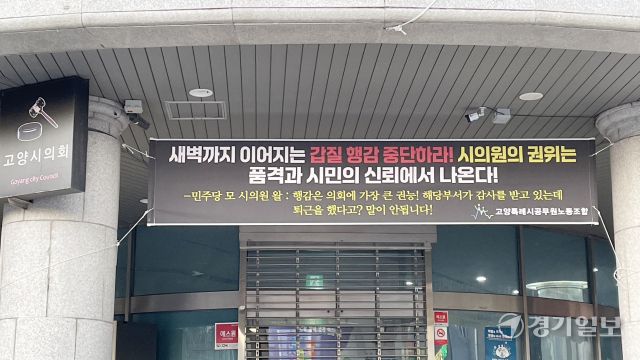 고양시의회
Goyang city Council
새벽까지 이어지는 갑질 행감 중단하라! 시의원의 권위는
품격과 시민의 신뢰에서 나온다!
-민주당 모 시의원 왈 : 행감은 의회에 가장 큰 권능! 해당부서가 감사를 받고 있는데
퇴근을 했다고? 말이 안됩니다!
고양특례시공무원노동조합
에스원
경기일보